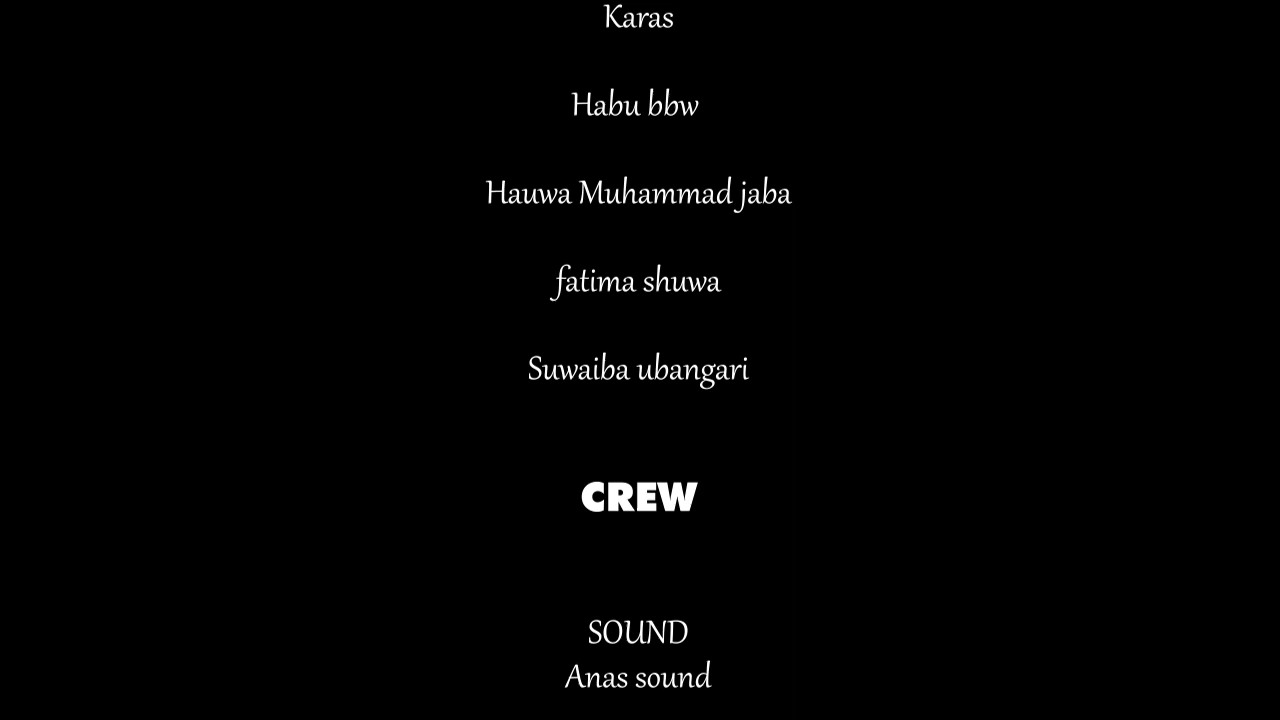 Karas
Habu bbw
Hauwa Muhammad jaba
fatima shuwa
Suwaiba ubangari
CREW
SOUND
Anas sound